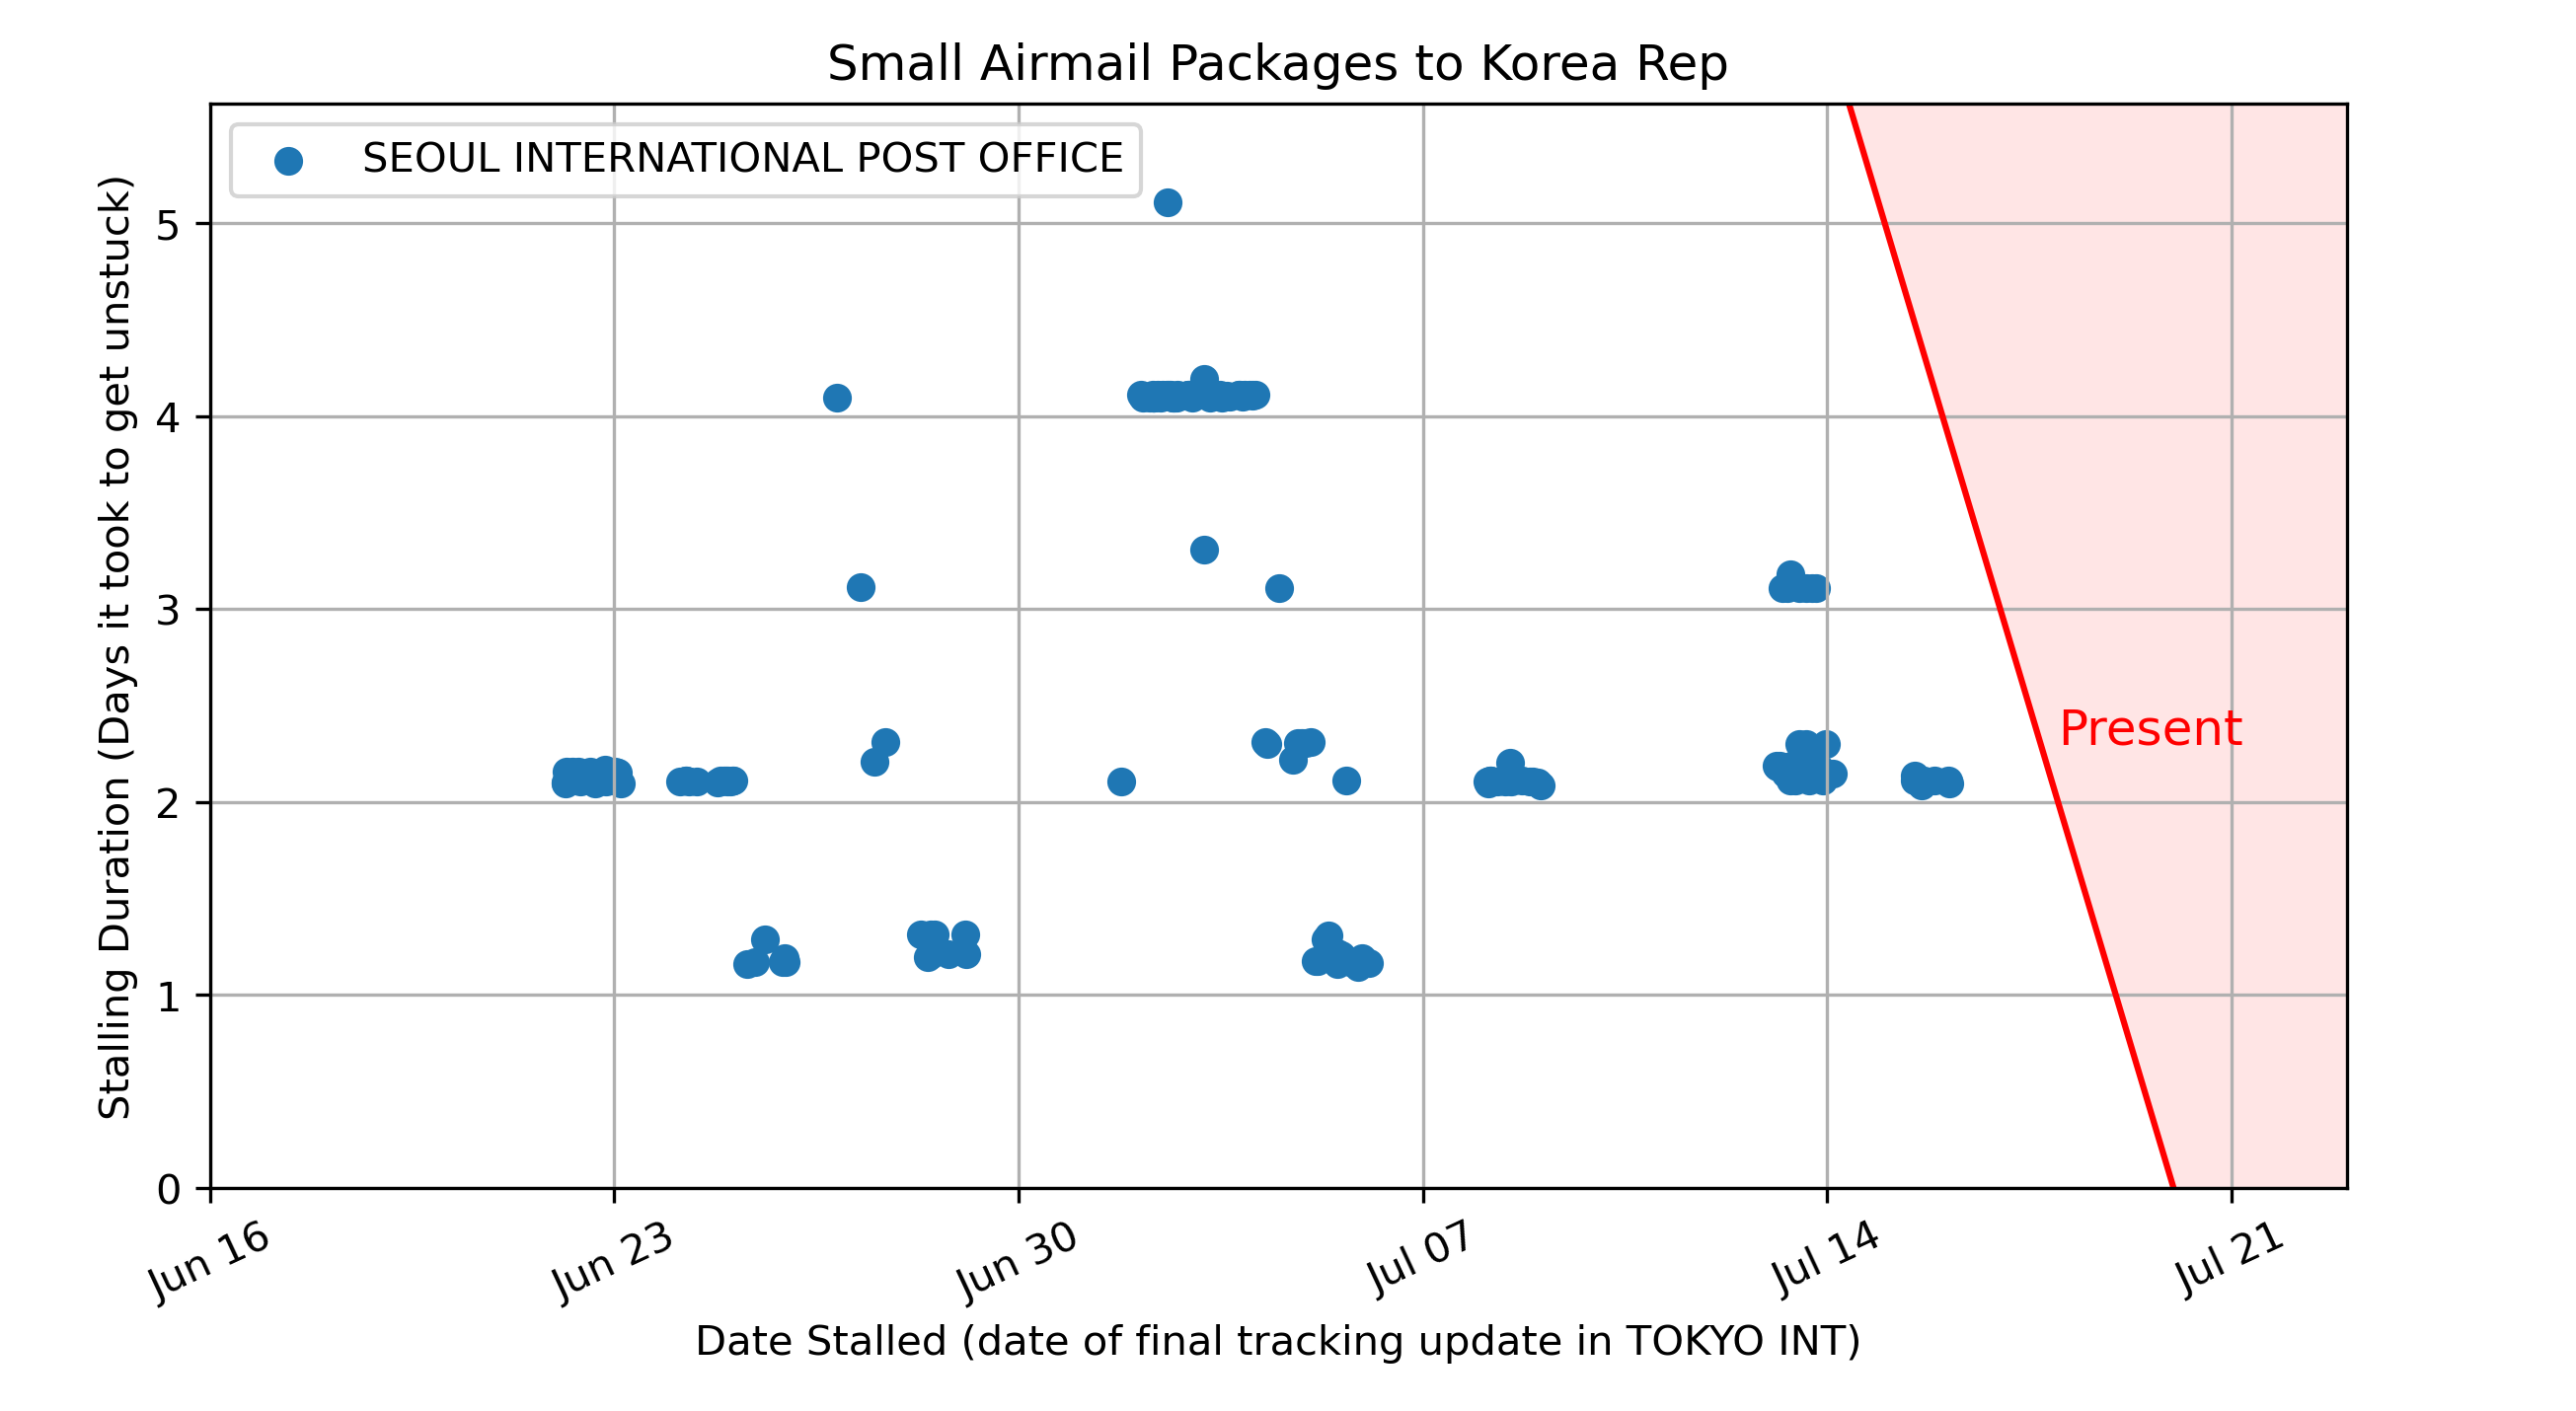 Small Airmail Packages to Korea Rep
SEOUL INTERNATIONAL POST OFFICE
Stalling Duration (Days it took to get unstuck)
5
4
3
2
1
0
Present
Jun 16
Jun 23
Jun 30
Jul 07
Jul 14
Jul 21
Date Stalled (date of final tracking update in TOKYO INT)